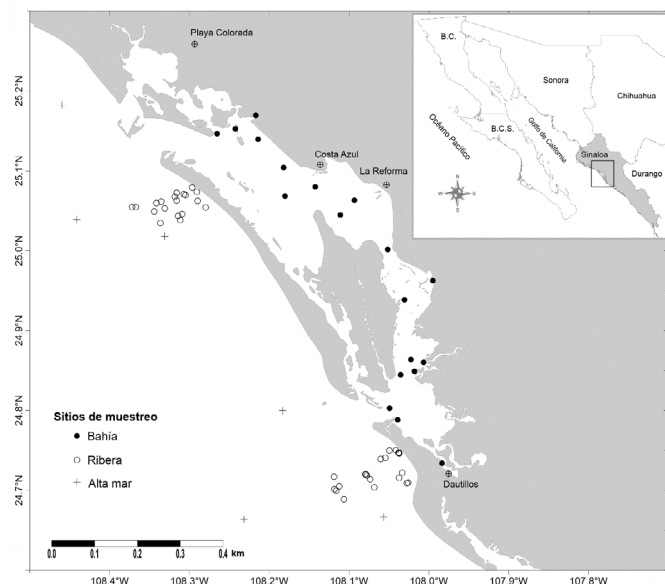 Playa Colorada
Costa Azul
La Reforma
Dautillos
B.C.
Sonora
Chihuahua
B.C.S.
Golfo de California
Océano Pacífico
Sinaloa
Durango
N
W
E
S
25.2°N
25.1°N
25.0°N
24.9°N
24.8°N
24.7°N
Sitios de muestreo
Bahía
Ribera
Alta mar
0.0 0.1 0.2 0.3 0.4
km
108.4°W 108.3°W 108.2°W 108.1°W 108.0°W 107.9°W 107.8°W